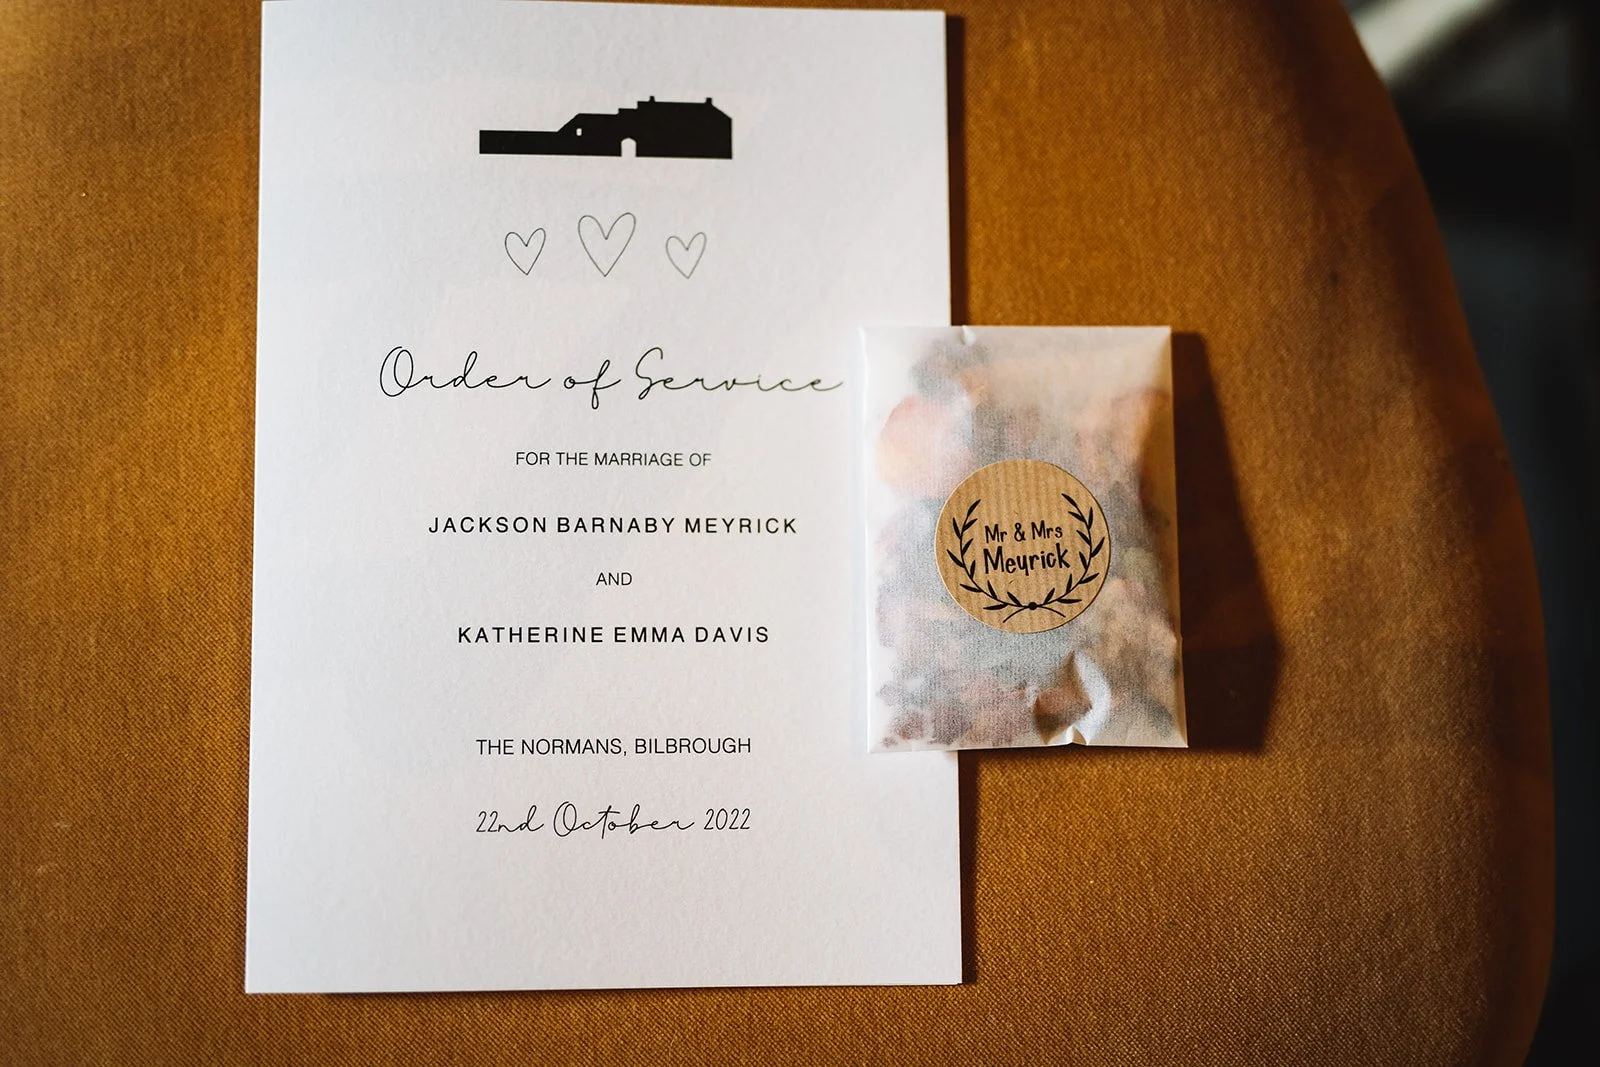 Order of Service
FOR THE MARRIAGE OF
JACKSON BARNABY MEYRICK
AND
KATHERINE EMMA DAVIS
THE NORMANS, BILBROUGH
22nd October 2022
Mr & Mrs
Meyrick